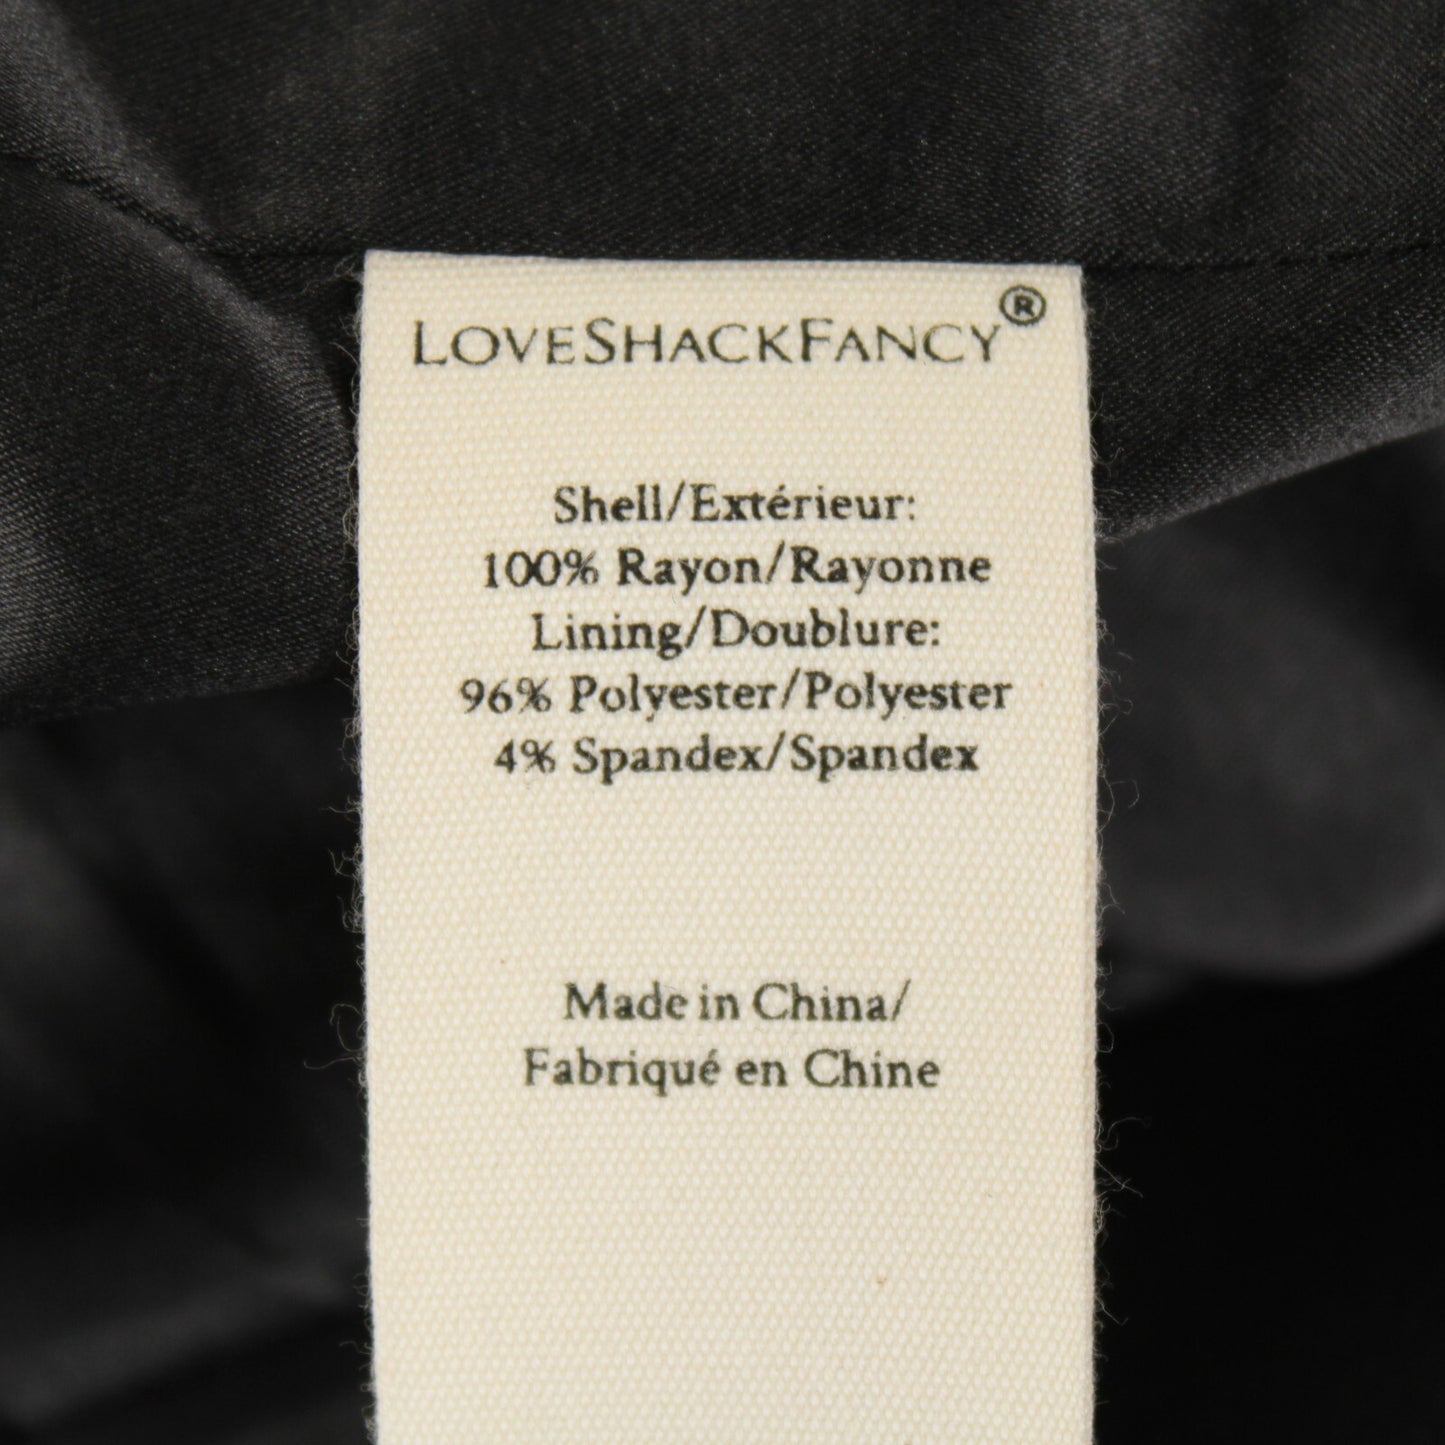 LOVESHACKFANCY®
Shell/Extérieur:
100% Rayon/Rayonne
Lining/Doublure:
96% Polyester/Polyester
4% Spandex/Spandex
Made in China/
Fabriqué en Chine